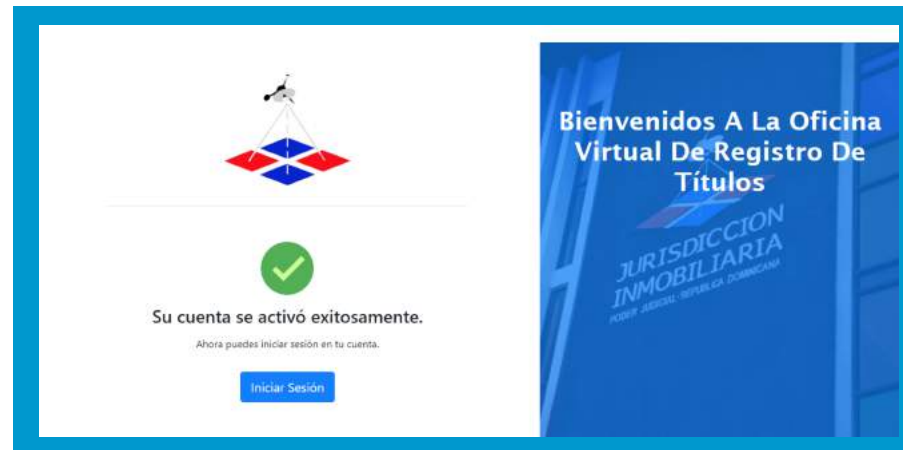 Su cuenta se activó exitosamente.
Ahora puedes iniciar sesión en tu cuenta.
Iniciar Sesión
Bienvenidos A La Oficina
Virtual De Registro De
Títulos
JURISDICCION
INMOBILIARIA
PODER JUDICIAL · REPÚBLICA DOMINICANA